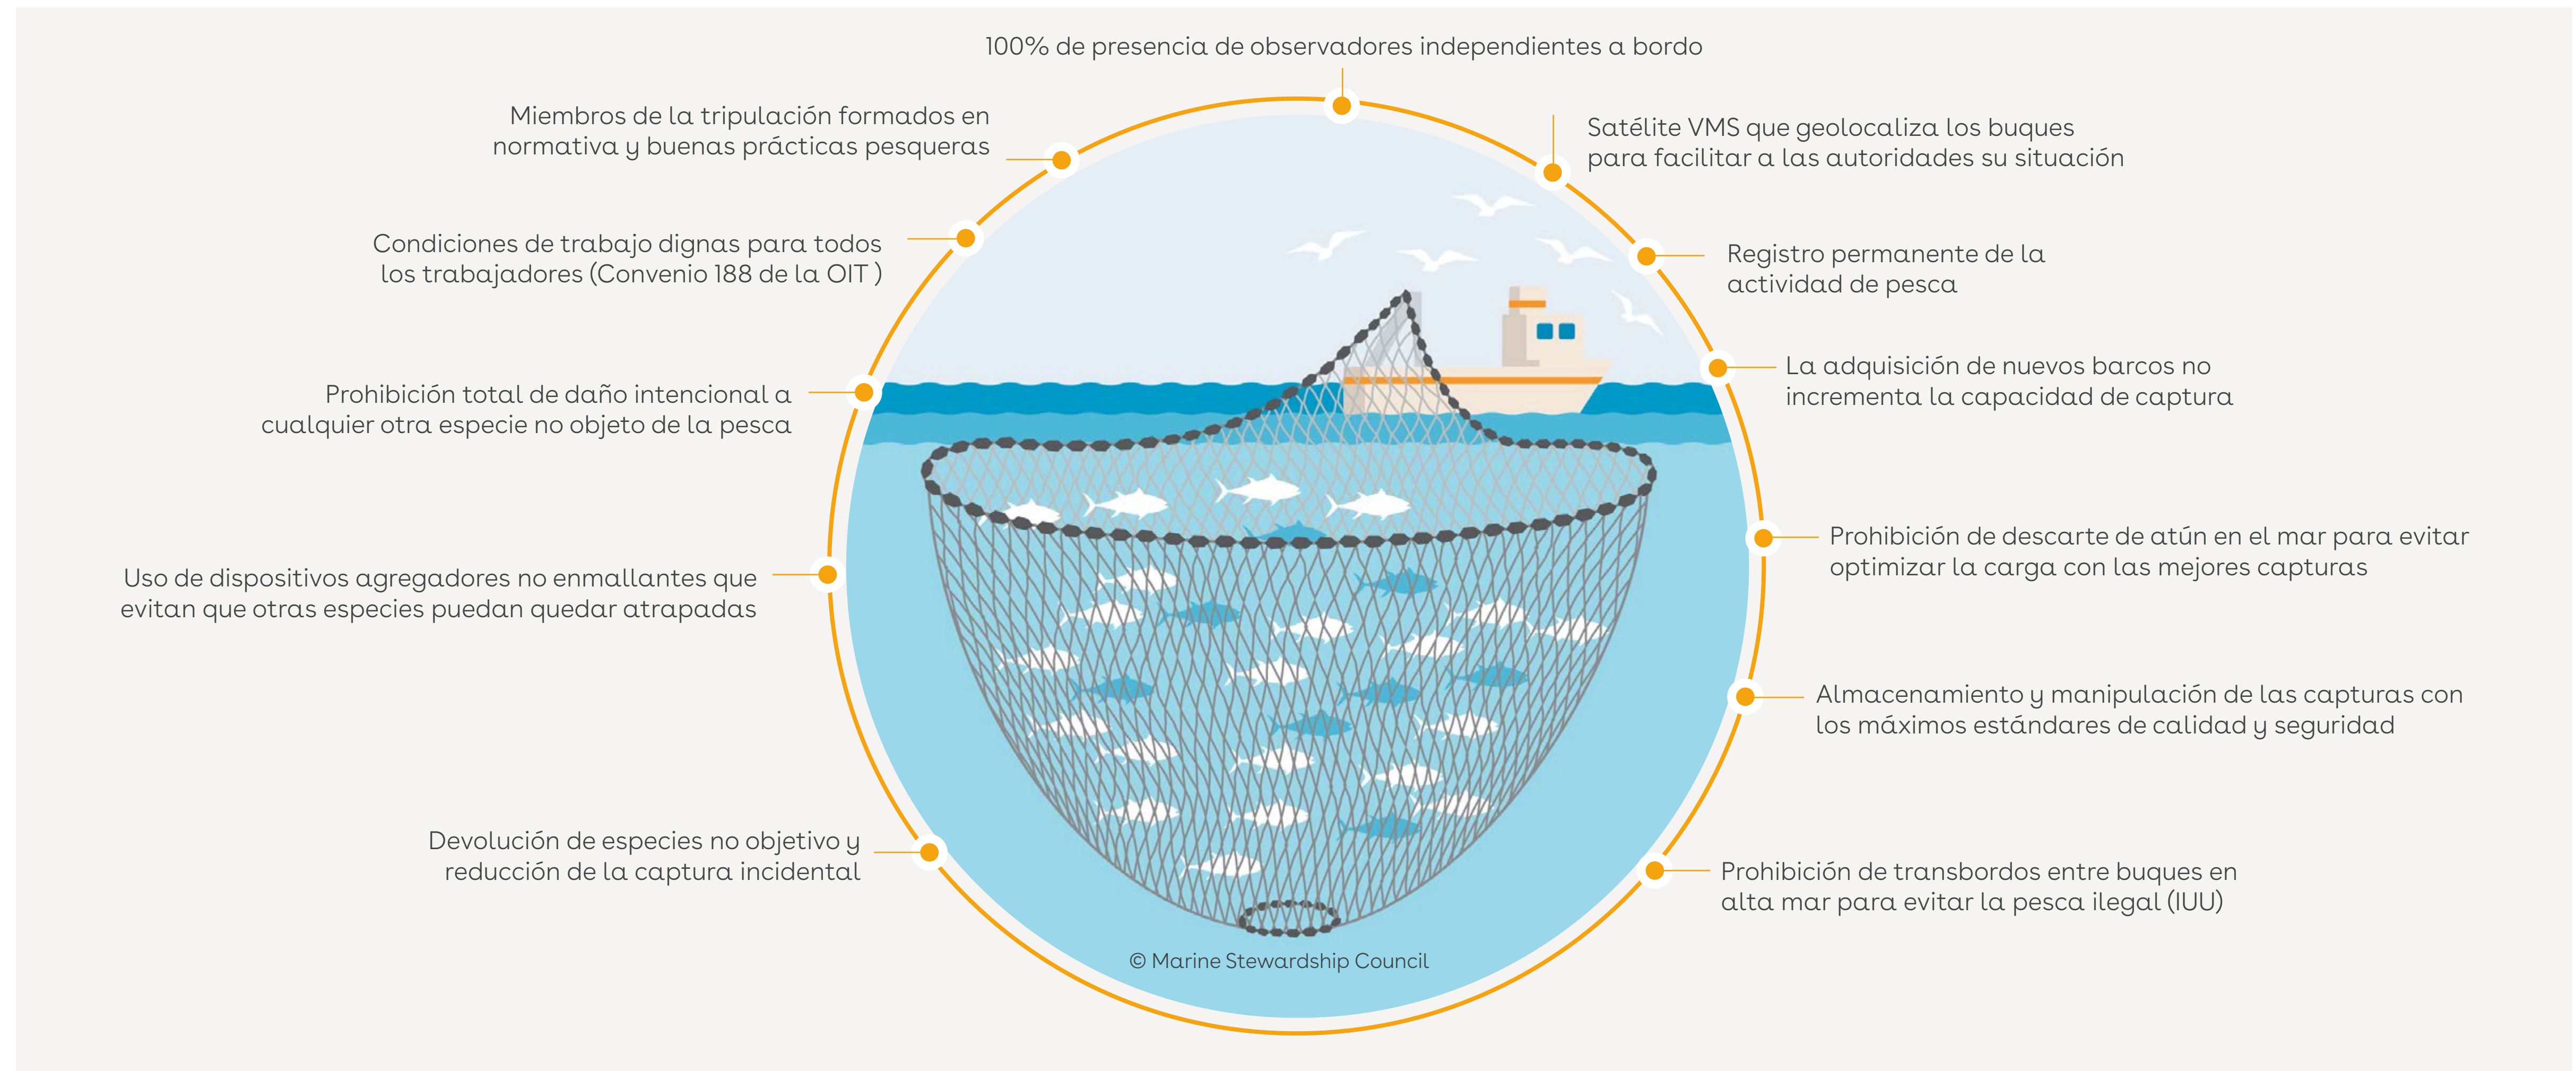 100% de presencia de observadores independientes a bordo
Miembros de la tripulación formados en
normativa y buenas prácticas pesqueras
Condiciones de trabajo dignas para todos
los trabajadores (Convenio 188 de la OIT )
Prohibición total de daño intencional a
cualquier otra especie no objeto de la pesca
Uso de dispositivos agregadores no enmallantes que
evitan que otras especies puedan quedar atrapadas
Devolución de especies no objetivo y
reducción de la captura incidental
Satélite VMS que geolocaliza los buques
para facilitar a las autoridades su situación
Registro permanente de la
actividad de pesca
La adquisición de nuevos barcos no
incrementa la capacidad de captura
Prohibición de descarte de atún en el mar para evitar
optimizar la carga con las mejores capturas
Almacenamiento y manipulación de las capturas con
los máximos estándares de calidad y seguridad
Prohibición de transbordos entre buques en
alta mar para evitar la pesca ilegal (IUU)
© Marine Stewardship Council